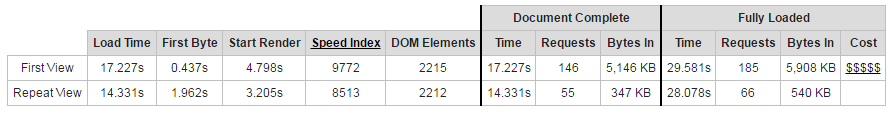 Document Complete Fully Loaded
Load Time First Byte Start Render Speed Index DOM Elements Time Requests Bytes In Time Requests Bytes In Cost
First View 17.227s 0.437s 4.798s 9772 2215 17.227s 146 5,146 KB 29.581s 185 5,908 KB $$$$$
Repeat View 14.331s 1.962s 3.205s 8513 2212 14.331s 55 347 KB 28.078s 66 540 KB